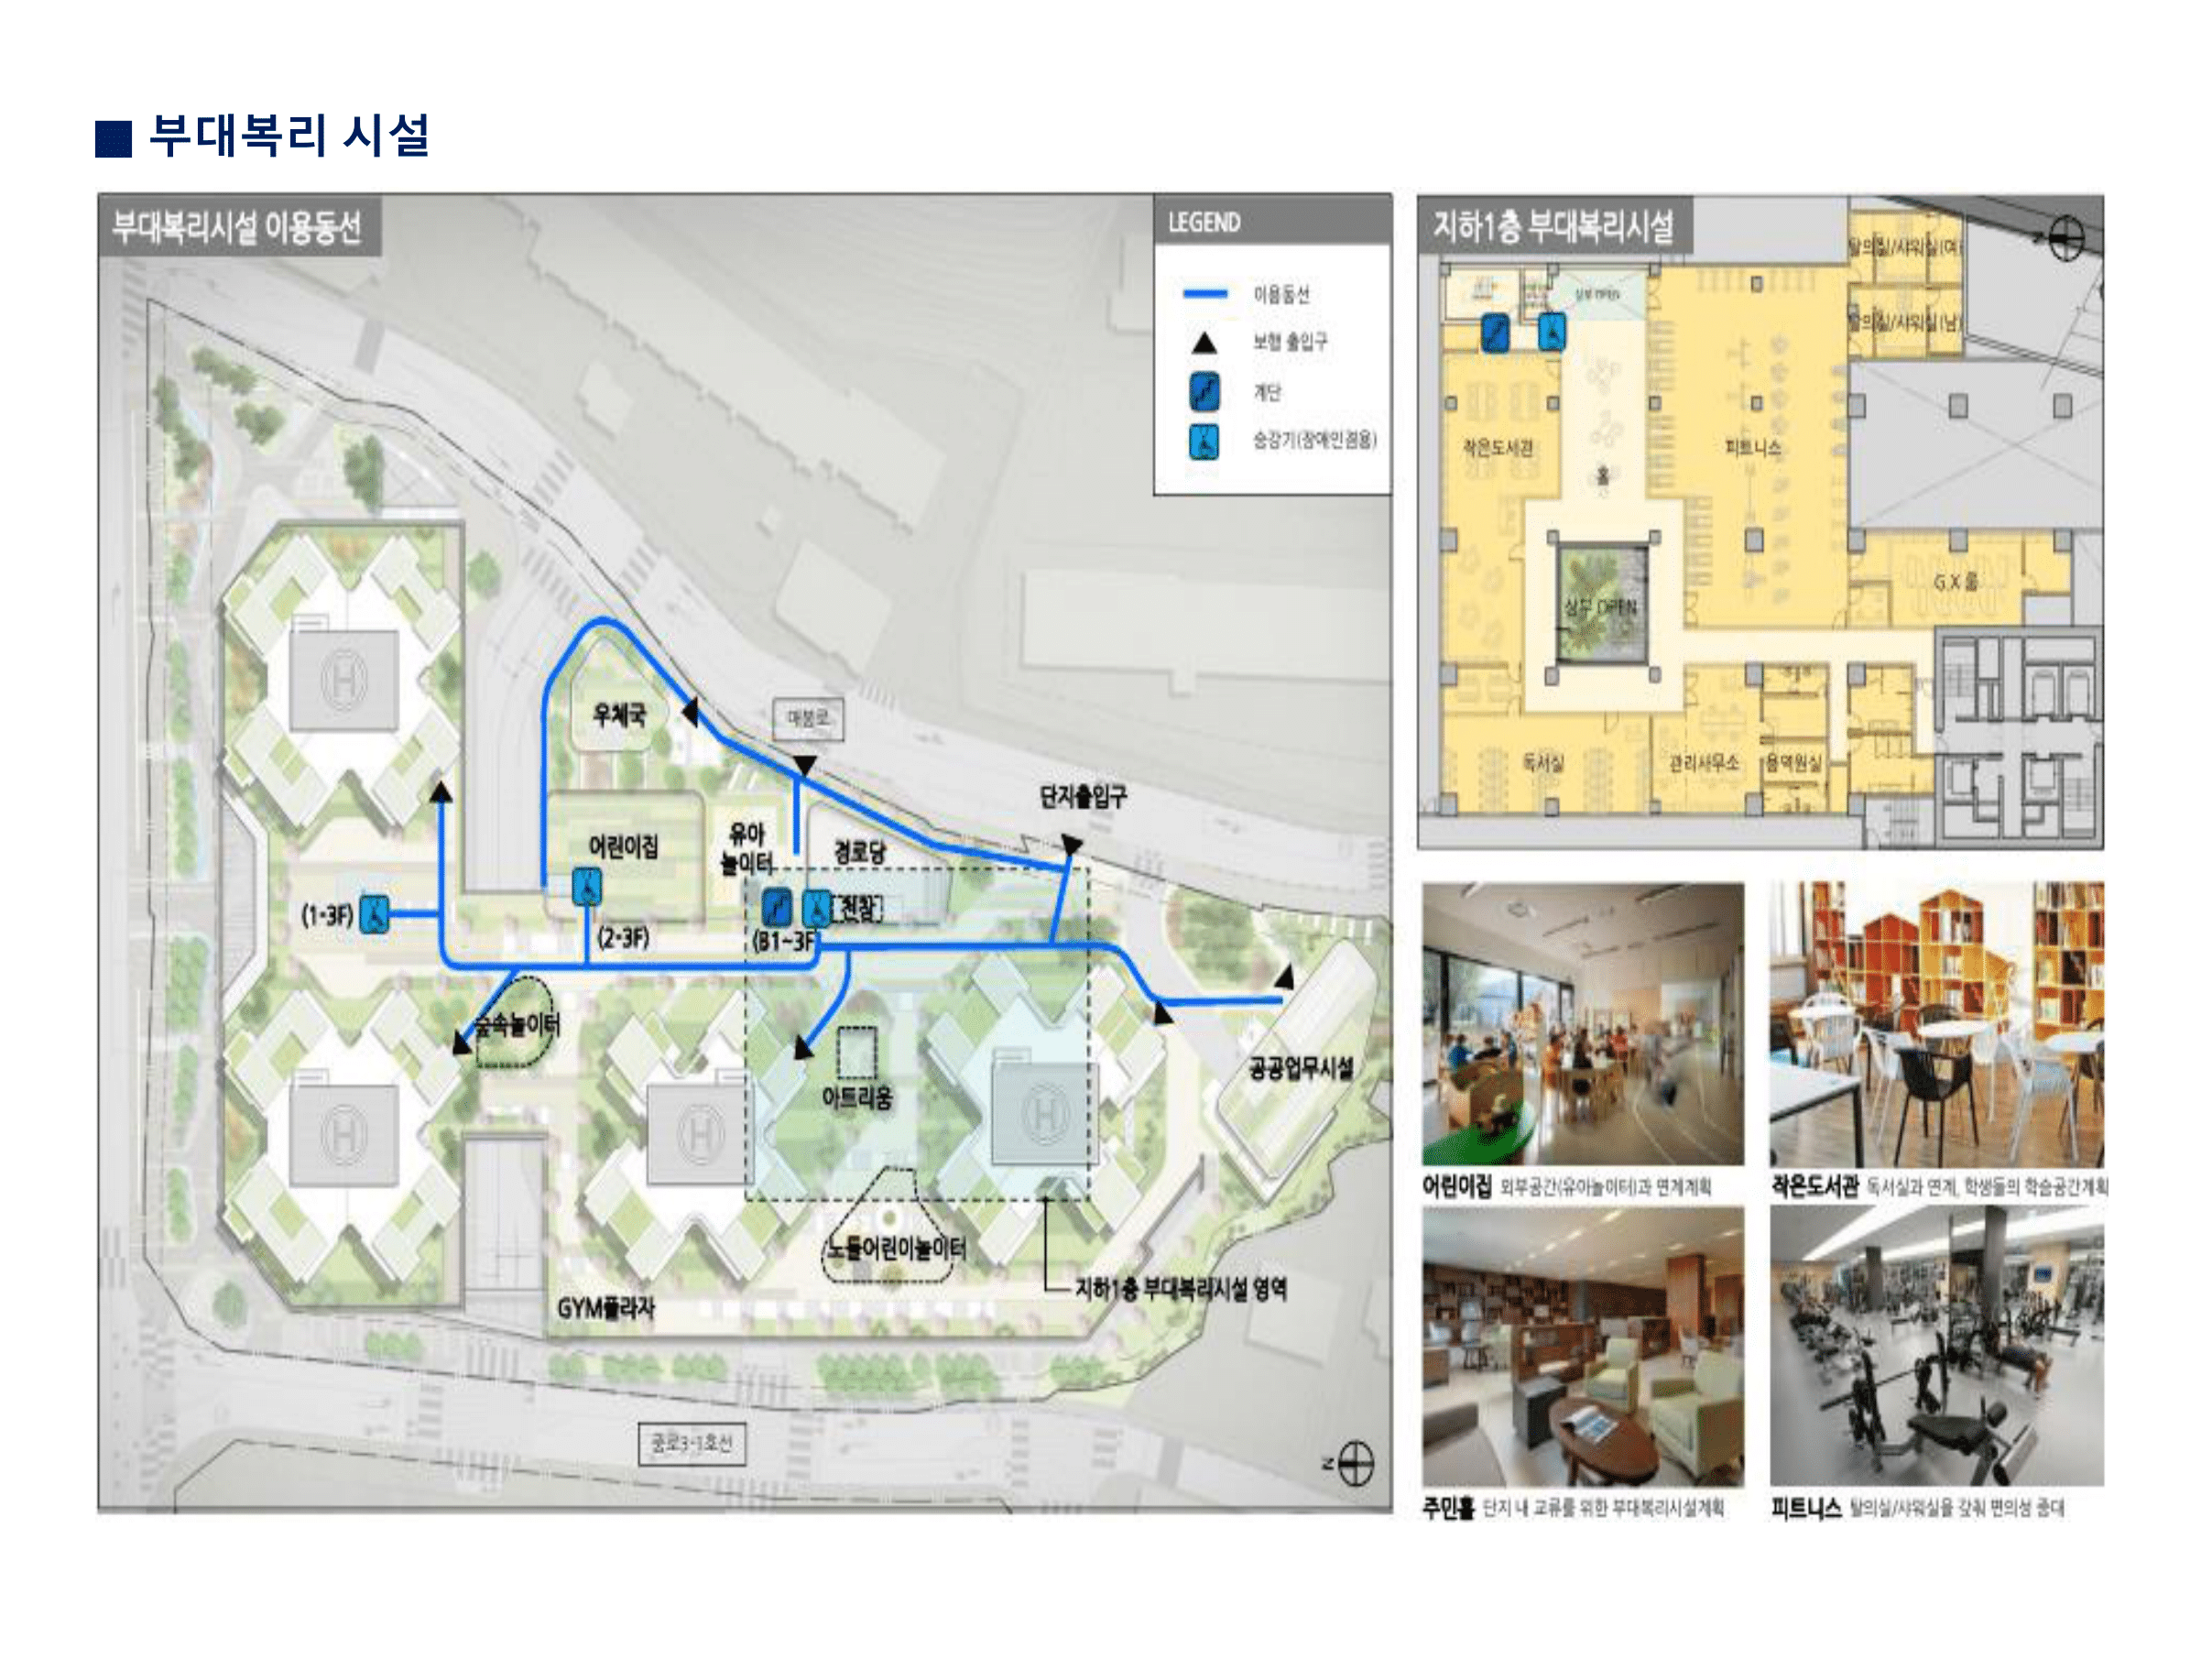 ■ 부대복리 시설
부대복리시설 이용동선
LEGEND
이용동선
보행 출입구
계단
승강기(장애인겸용)
우체국
매봉로
단지출입구
어린이집
유아
놀이터
경로당
천창
(1~3F)
(2~3F)
(B1~3F)
숲속놀이터
아트리움
공공업무시설
노들어린이놀이터
지하1층 부대복리시설 영역
GYM플라자
중로3-1호선
N
지하1층 부대복리시설
탈의실/샤워실(여)
상부 OPEN
탈의실/샤워실(남)
작은도서관
홀
피트니스
G.X 룸
상부 OPEN
독서실
관리사무소
용역원실
어린이집 외부공간(유아놀이터)과 연계계획
작은도서관 독서실과 연계, 학생들의 학습공간계획
주민홀 단지 내 교류를 위한 부대복리시설계획
피트니스 탈의실/샤워실을 갖춰 편의성 증대